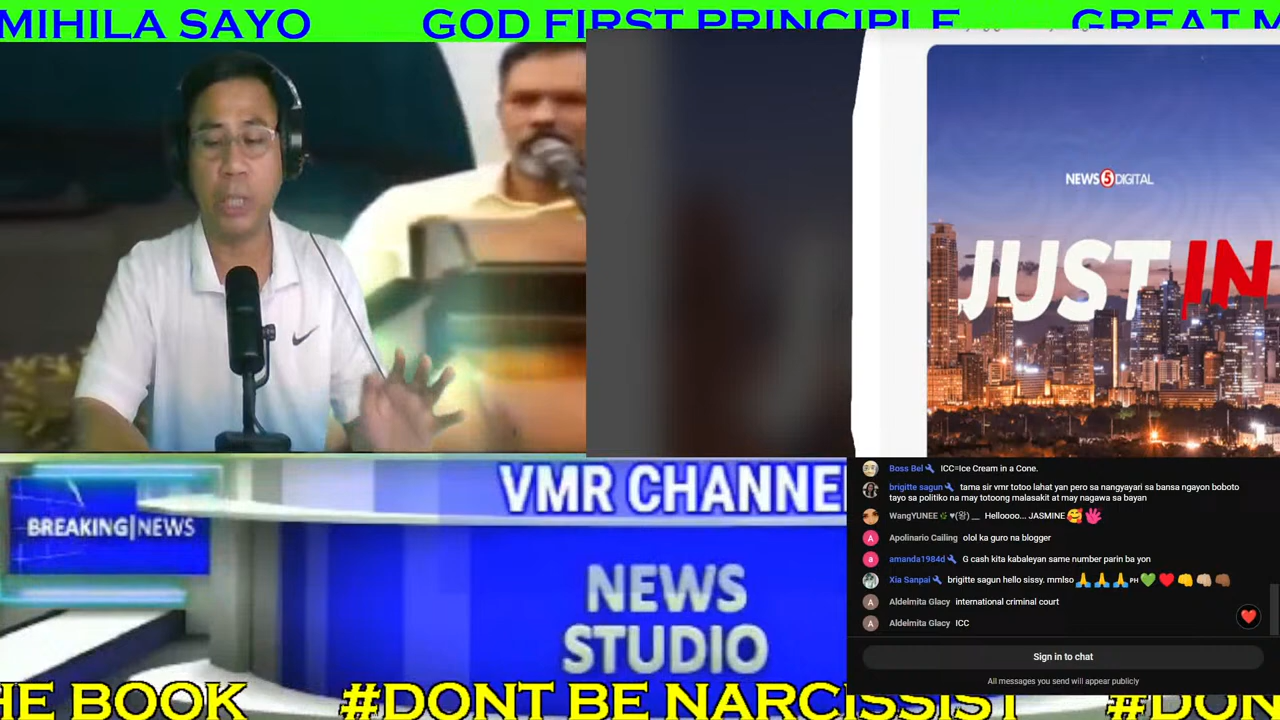 MIHILA SAYO GOD FIRST PRINCIPLE GREAT M
NEWS 5 DIGITAL
JUST IN
VMR CHANNE
BREAKING|NEWS
NEWS
STUDIO
Boss Bel ICC=Ice Cream in a Cone.
brigitte sagun tama sir vmr totoo lahat yan pero sa nangyayari sa bansa ngayon boboto
tayo sa politiko na may totoong malasakit at may nagawa sa bayan
WangYUNEE 🌿 ♥(왕) __ Helloooo... JASMINE 🥰
A Apolinario Cailing olol ka guro na blogger
a amanda1984d G cash kita kabaleyan same number parin ba yon
Xia Sanpai brigitte sagun hello sissy. mmlso 🙏🙏🙏 PH 💚 ❤️ 👊 👊🏼 👊🏾
A Aldelmita Glacy international criminal court
A Aldelmita Glacy ICC
Sign in to chat
All messages you send will appear publicly
HE BOOK #DONT BE NARCISSIST #DON